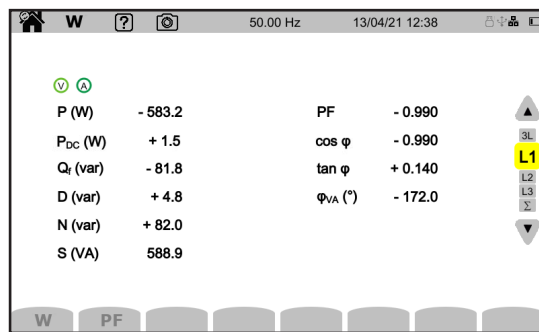 W ? 50.00 Hz 13/04/21 12:38
V A
P (W) - 583.2 PF - 0.990
PDC (W) + 1.5 cos φ - 0.990
Qf (var) - 81.8 tan φ + 0.140
D (var) + 4.8 φVA (°) - 172.0
N (var) + 82.0
S (VA) 588.9
3L
L1
L2
L3
Σ
W PF